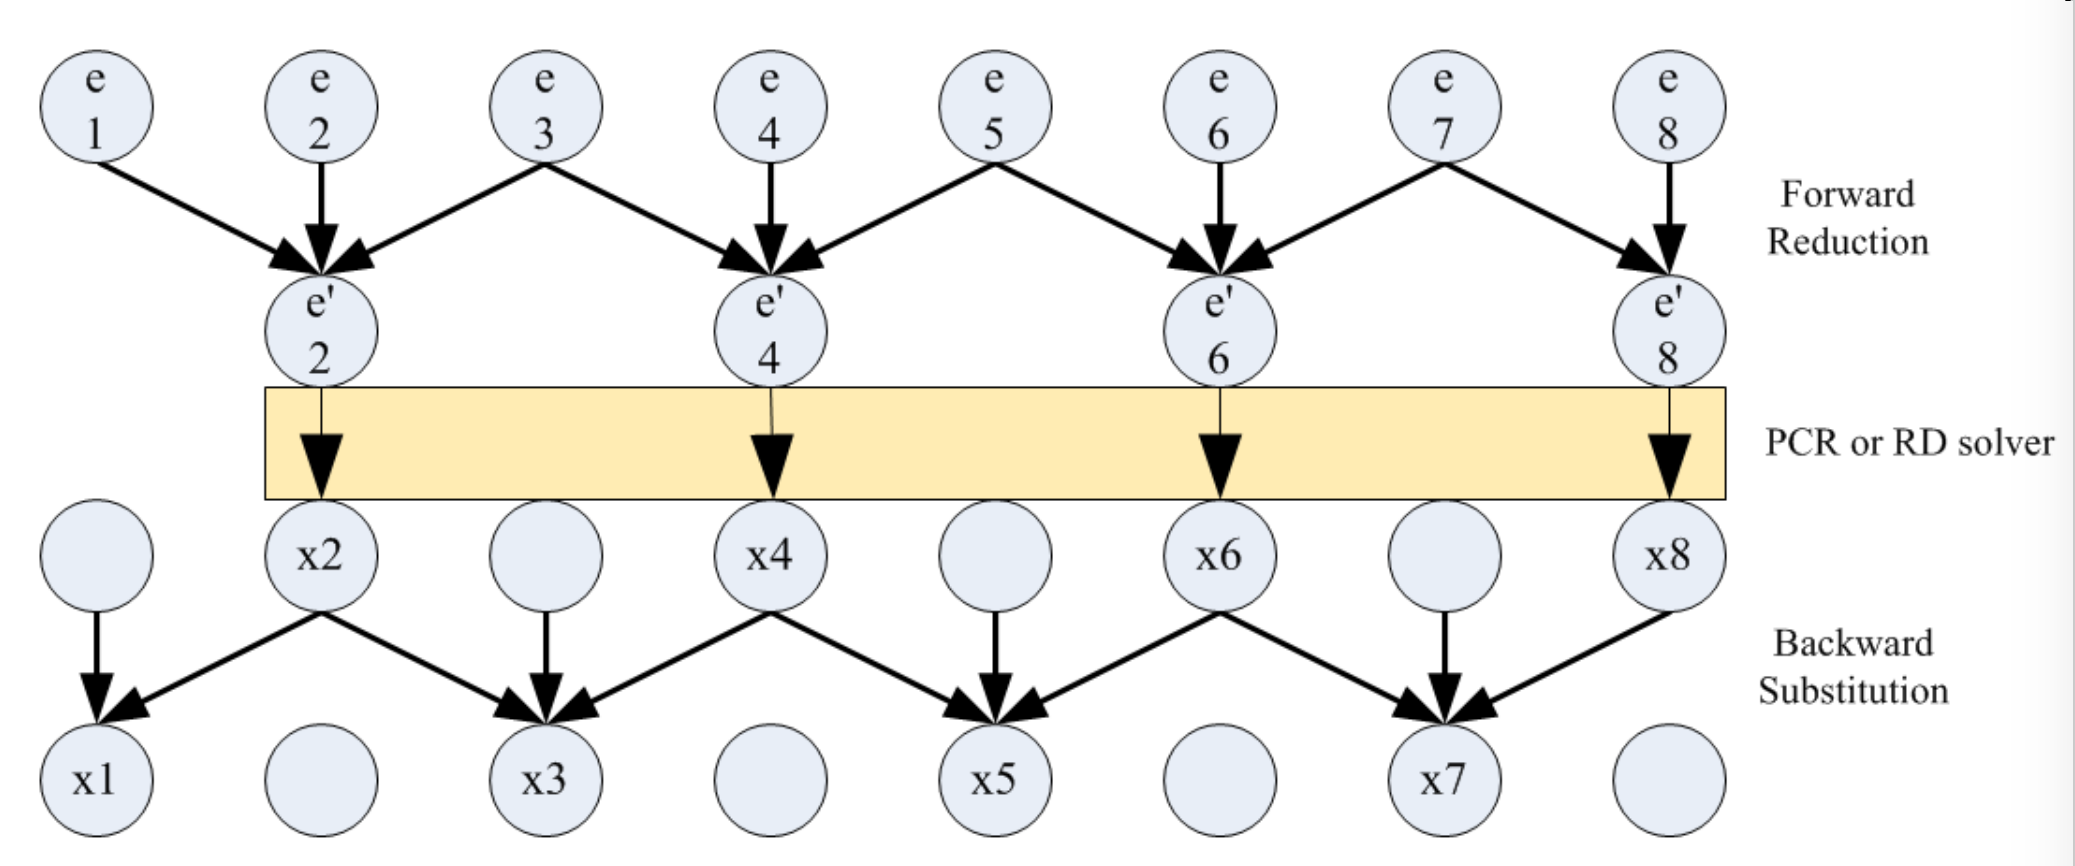 e
1
e
2
e
3
e
4
e
5
e
6
e
7
e
8
Forward
Reduction
e'
2
e'
4
e'
6
e'
8
PCR or RD solver
x2
x4
x6
x8
Backward
Substitution
x1
x3
x5
x7